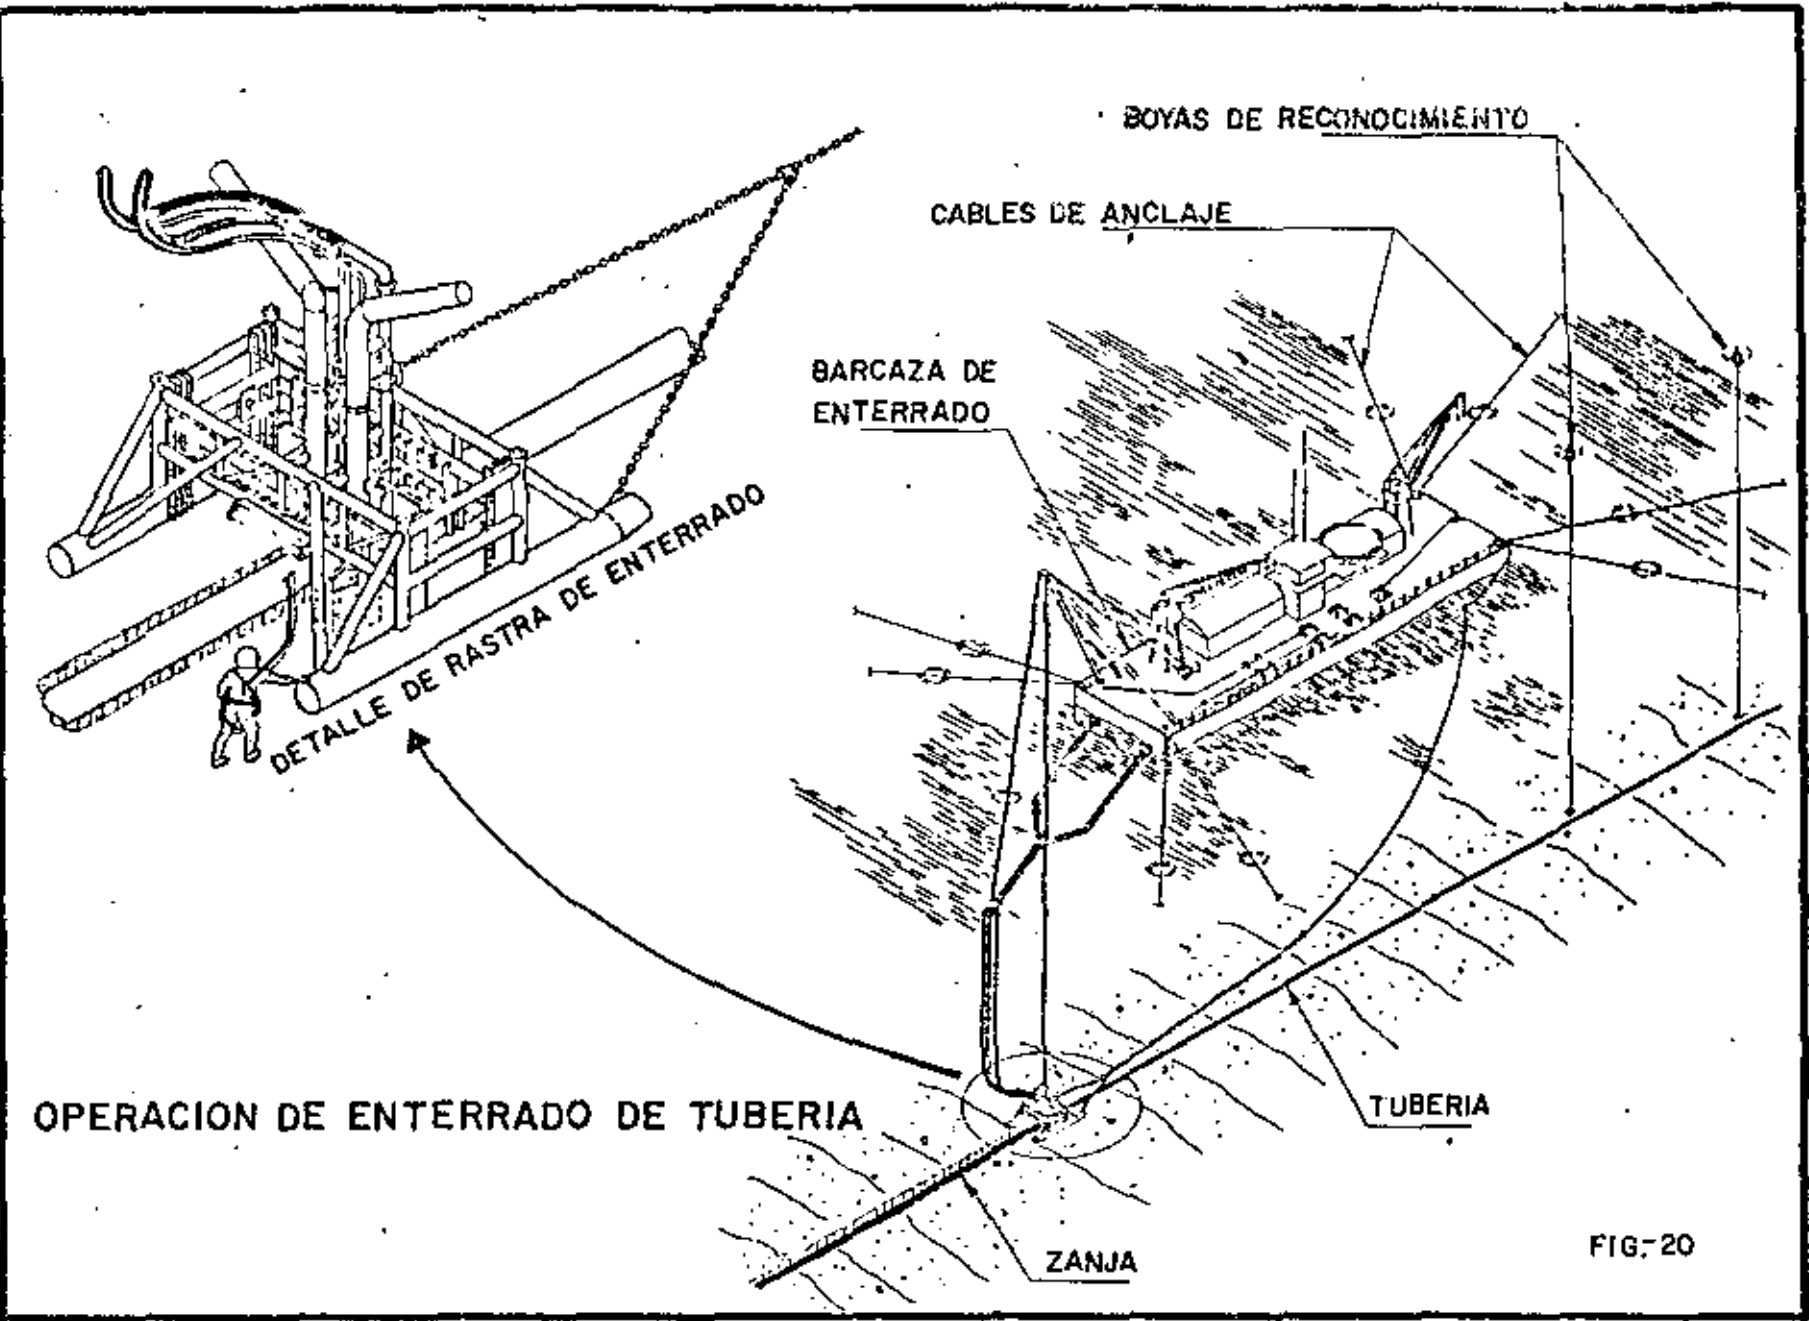 BOYAS DE RECONOCIMIENTO
CABLES DE ANCLAJE
BARCAZA DE
ENTERRADO
DETALLE DE RASTRA DE ENTERRADO
OPERACION DE ENTERRADO DE TUBERIA
TUBERIA
ZANJA
FIG.-20